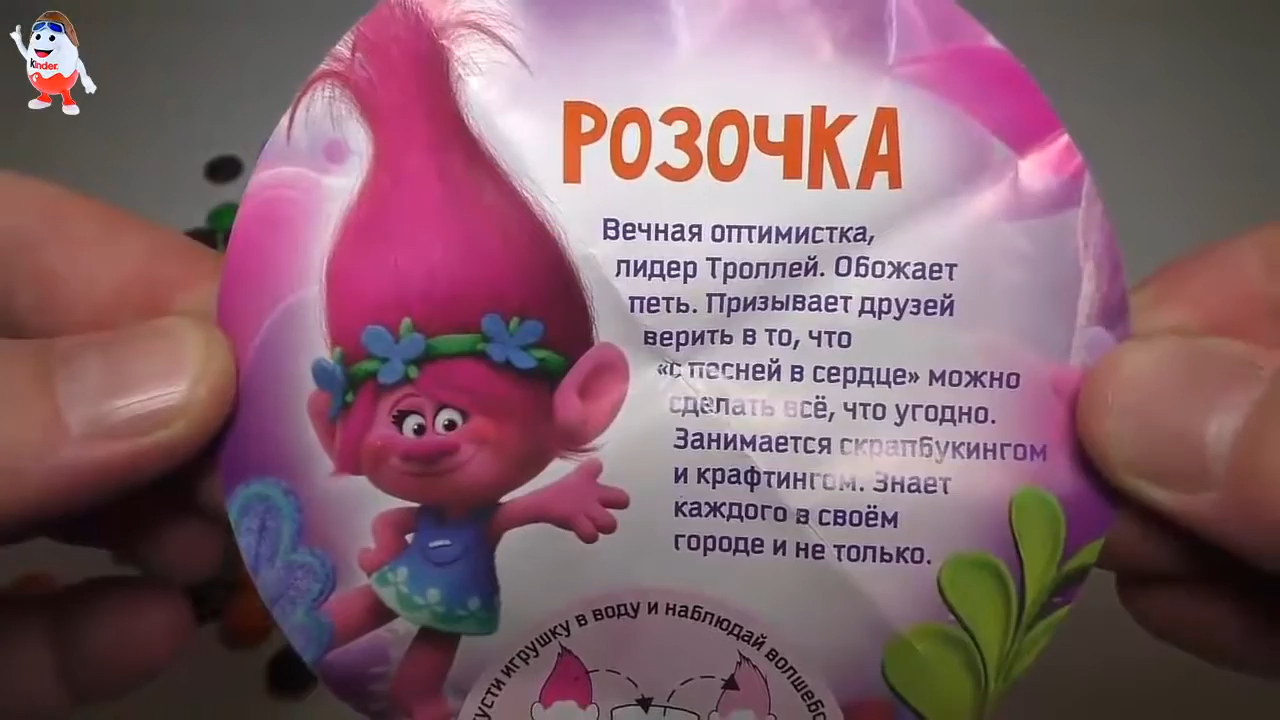 Kinder
РОЗОЧКА
Вечная оптимистка,
лидер Троллей. Обожает
петь. Призывает друзей
верить в то, что
«с песней в сердце» можно
сделать всё, что угодно.
Занимается скрапбукингом
и крафтингом. Знает
каждого в своём
городе и не только.
игрушку в воду и наблюдай